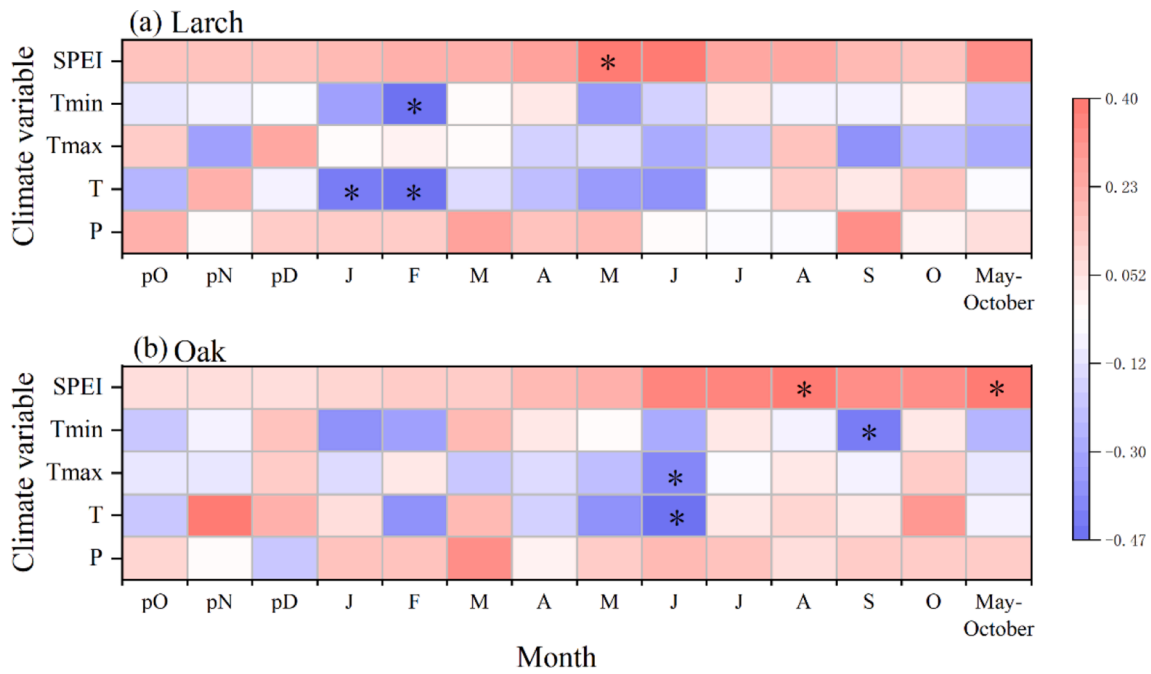 (a) Larch
Climate variable
SPEI * 
Tmin *
Tmax
T * *
P
pO pN pD J F M A M J J A S O May-
October
0.40
0.23
0.052
-0.12
-0.30
-0.47
(b) Oak
Climate variable
SPEI * *
Tmin *
Tmax *
T *
P
pO pN pD J F M A M J J A S O May-
October
Month